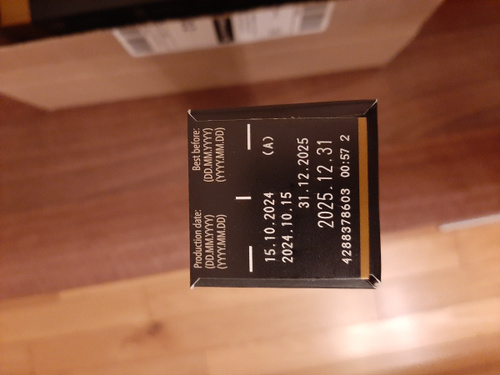 Production date:
(DD.MM.YYYY)
(YYYY.MM.DD)
Best before:
(DD.MM.YYYY)
(YYYY.MM.DD)
15.10.2024 (A)
2024.10.15
31.12.2025
2025.12.31
4288378603 00:57 2